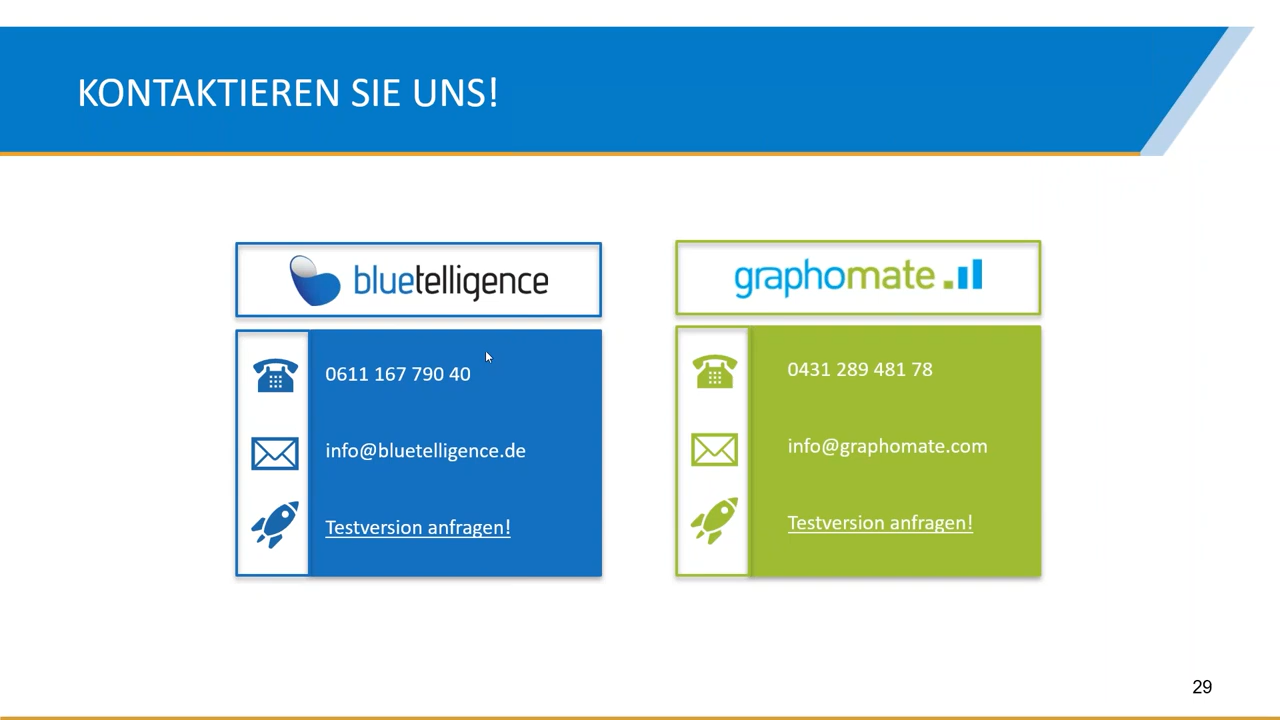 KONTAKTIEREN SIE UNS!
bluetelligence
0611 167 790 40
info@bluetelligence.de
Testversion anfragen!
graphomate
0431 289 481 78
info@graphomate.com
Testversion anfragen!
29